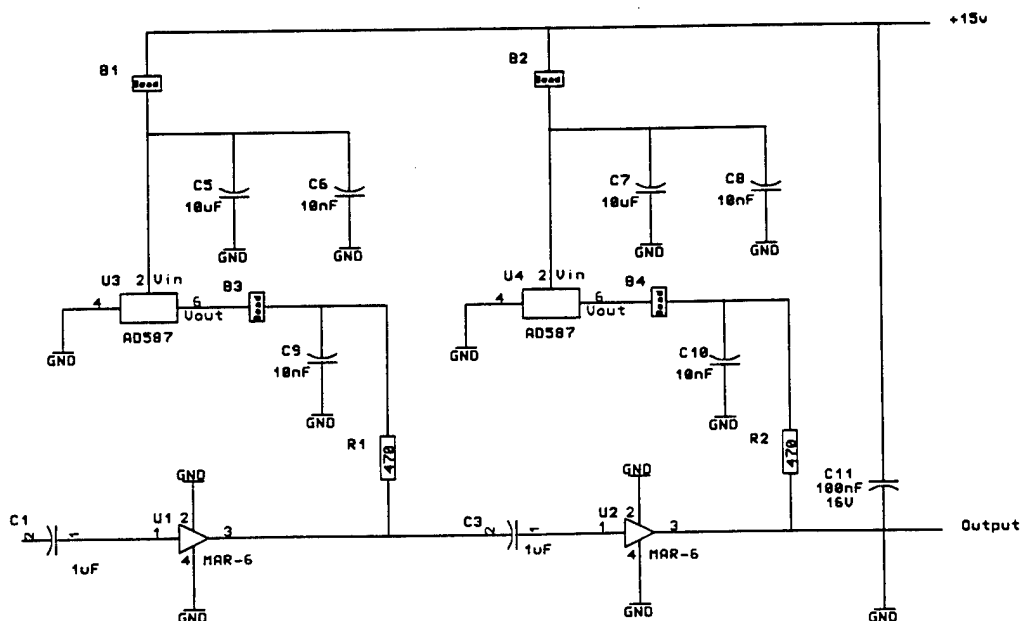 +15v
B1
Bead
B2
Bead
C5
10uF
C6
10nF
C7
10uF
C8
10nF
GND
GND
GND
GND
U3
2
Vin
4
6
Vout
AD587
B3
Bead
U4
2
Vin
4
6
Vout
AD587
B4
Bead
GND
C9
10nF
GND
GND
C10
10nF
GND
R1
470
R2
470
C11
100nF
16V
GND
GND
C1
2
1
1uF
U1
1
2
3
4
MAR-6
C3
2
1
1uF
U2
1
2
3
4
MAR-6
Output
GND
GND
GND